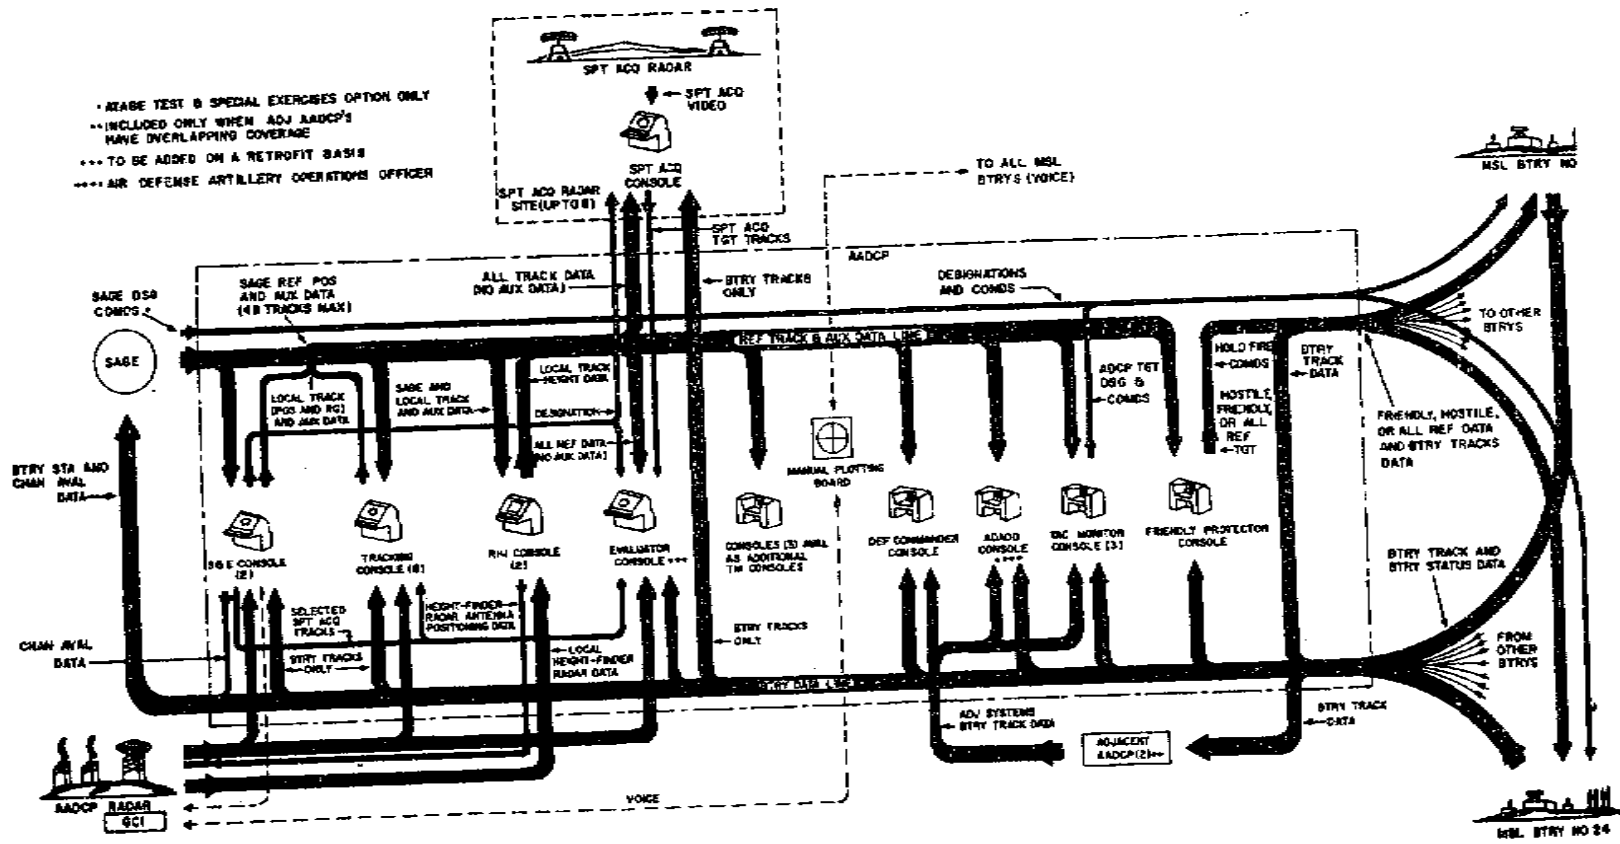 SPT ACQ RADAR
SPT ACQ
VIDEO
SPT ACQ
CONSOLE
SPT ACQ RADAR
SITE (UP TO 8)
SPT ACQ
TGT TRACKS
* ATABE TEST & SPECIAL EXERCISES OPTION ONLY
** INCLUDED ONLY WHEN ADJ AADCP'S
HAVE OVERLAPPING COVERAGE
*** TO BE ADDED ON A RETROFIT BASIS
**** AIR DEFENSE ARTILLERY OPERATIONS OFFICER
TO ALL MSL
BTRYS (VOICE)
MSL BTRY NO
AADCP
SAGE DSG
COMDS *
SAGE REF POS
AND AUX DATA
(48 TRACKS MAX)
ALL TRACK DATA
(NO AUX DATA)
BTRY TRACKS
ONLY
DESIGNATIONS
AND COMDS
TO OTHER
BTRYS
SAGE
REF TRACK & AUX DATA LINE
LOCAL TRACK
(POS AND RG)
AND AUX DATA
SAGE AND
LOCAL TRACK
AND AUX DATA
LOCAL TRACK
HEIGHT DATA
DESIGNATION
ALL REF DATA
(NO AUX DATA)
ADCP TGT
DSG &
COMDS
HOLD FIRE
COMDS
HOSTILE,
FRIENDLY,
OR ALL
REF
TGT
BTRY
TRACK
DATA
FRIENDLY, HOSTILE,
OR ALL REF DATA
AND BTRY TRACKS
DATA
BTRY STA AND
CHAN AVAL
DATA
MANUAL PLOTTING
BOARD
S & E CONSOLE
(2)
TRACKING
CONSOLE (8)
RHI CONSOLE
(2)
EVALUATOR
CONSOLE ***
CONSOLES (3) AVAL
AS ADDITIONAL
TM CONSOLES
DEF COMMANDER
CONSOLE
ADAOO
CONSOLE
****
TAC MONITOR
CONSOLE (3)
FRIENDLY PROTECTOR
CONSOLE
BTRY TRACK AND
BTRY STATUS DATA
SELECTED
SPT ACQ
TRACKS
HEIGHT-FINDER
RADAR ANTENNA
POSITIONING DATA
CHAN AVAL
DATA
BTRY TRACKS
ONLY
LOCAL
HEIGHT-FINDER
RADAR DATA
BTRY TRACKS
ONLY
FROM
OTHER
BTRYS
BTRY DATA LINE
ADJ SYSTEMS
BTRY TRACK DATA
BTRY TRACK
DATA
ADJACENT
AADCP (2) **
AADCP RADAR
GCI
VOICE
MSL BTRY NO 24